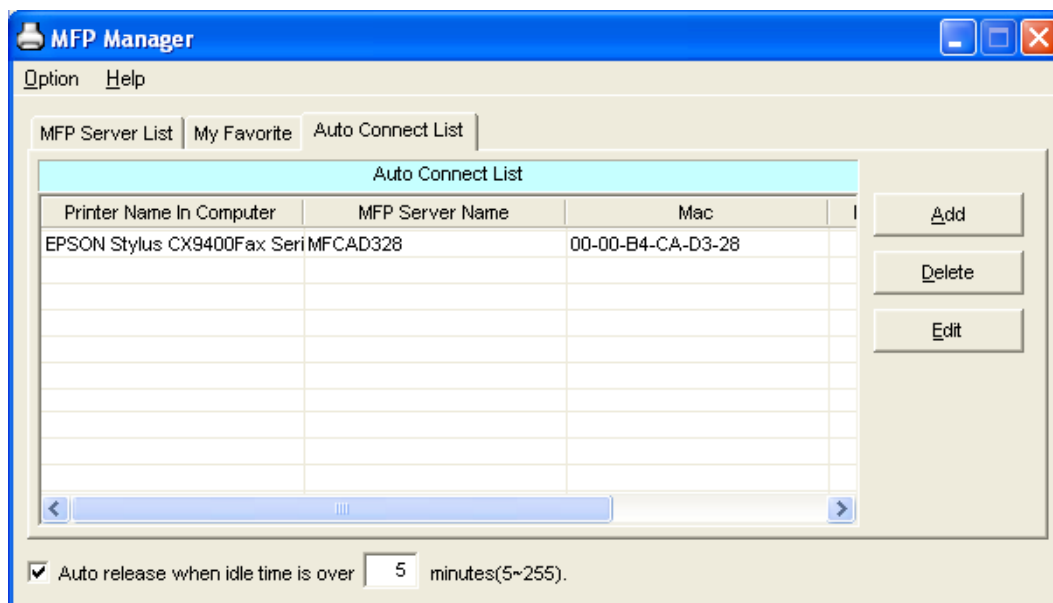 MFP Manager
Option Help
MFP Server List My Favorite Auto Connect List
Auto Connect List
Printer Name In Computer MFP Server Name Mac
EPSON Stylus CX9400Fax Seri MFCAD328 00-00-B4-CA-D3-28
Add
Delete
Edit
Auto release when idle time is over 5 minutes(5~255).